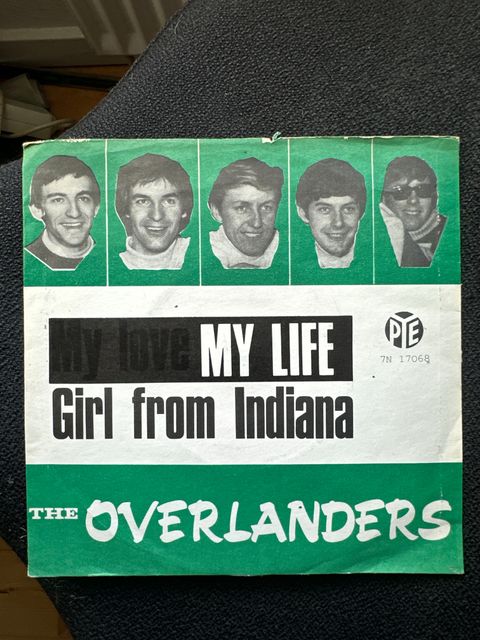 My love MY LIFE
PYE
7N 17068
Girl from Indiana
THE OVERLANDERS